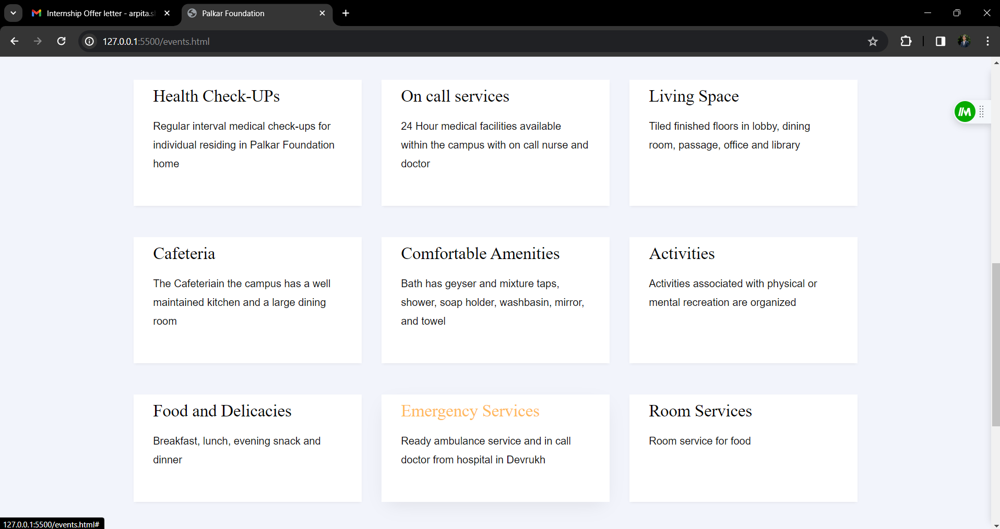 Internship Offer letter - arpita.sl
Palkar Foundation
127.0.0.1:5500/events.html
Health Check-UPs
Regular interval medical check-ups for
individual residing in Palkar Foundation
home
On call services
24 Hour medical facilities available
within the campus with on call nurse and
doctor
Living Space
Tiled finished floors in lobby, dining
room, passage, office and library
Cafeteria
The Cafeteriain the campus has a well
maintained kitchen and a large dining
room
Comfortable Amenities
Bath has geyser and mixture taps,
shower, soap holder, washbasin, mirror,
and towel
Activities
Activities associated with physical or
mental recreation are organized
Food and Delicacies
Breakfast, lunch, evening snack and
dinner
Emergency Services
Ready ambulance service and in call
doctor from hospital in Devrukh
Room Services
Room service for food
127.0.0.1:5500/events.html#